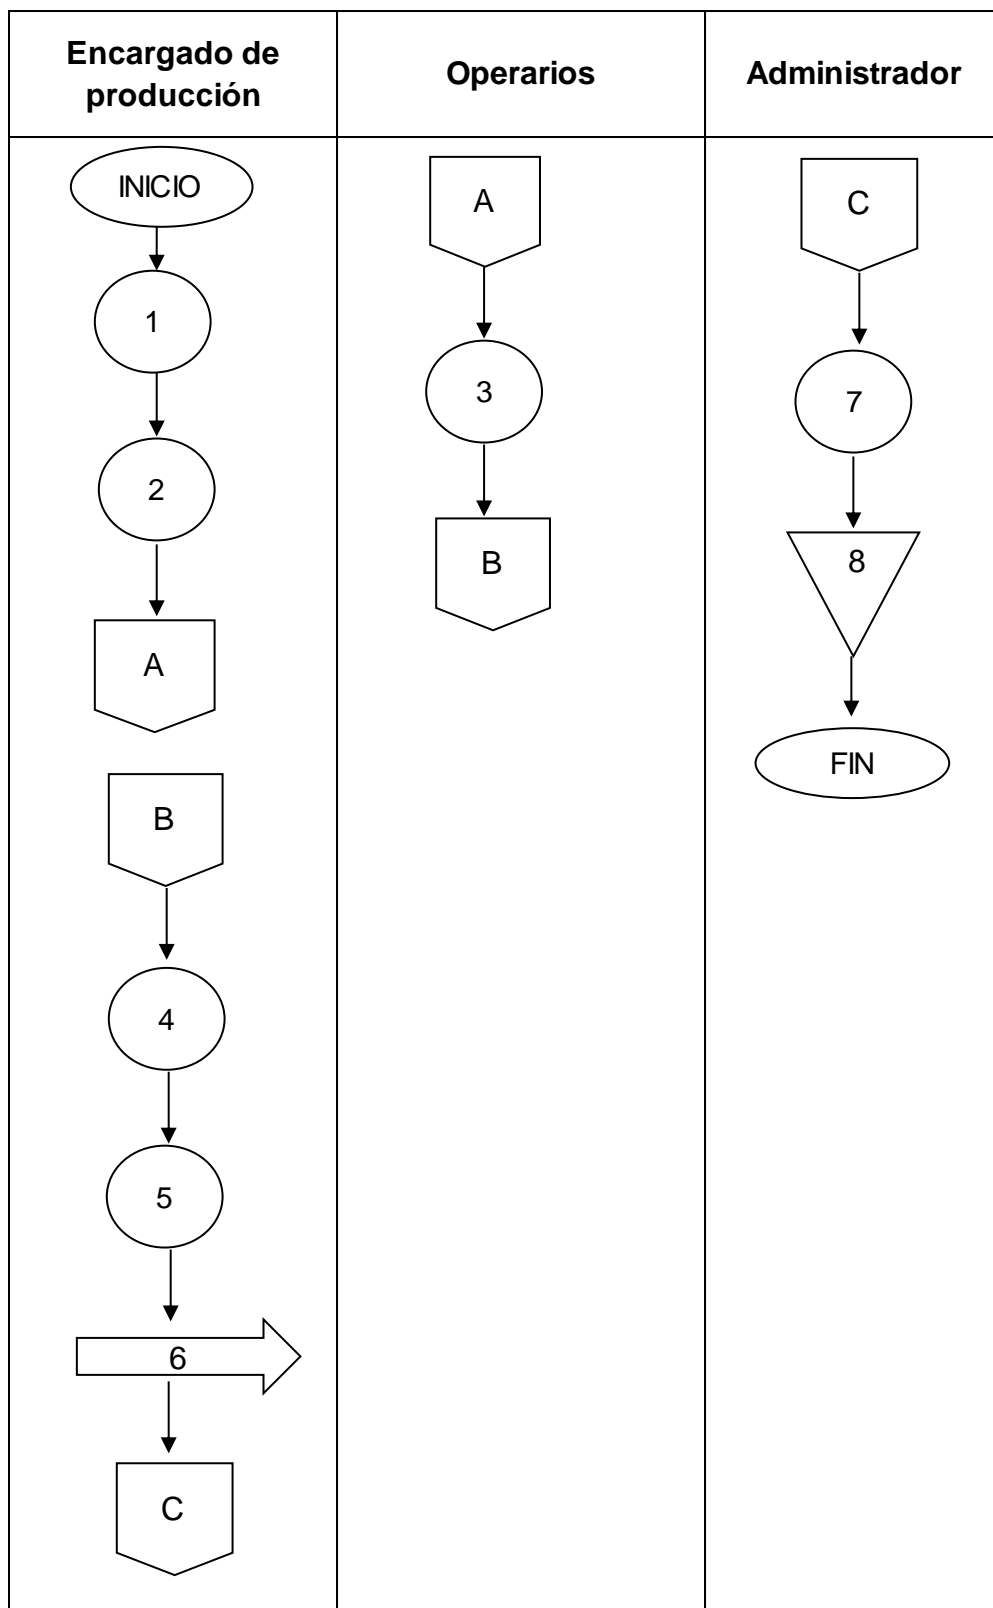 Encargado de
producción
Operarios
Administrador
INICIO
1
2
A
B
4
5
6
C
A
3
B
C
7
8
FIN